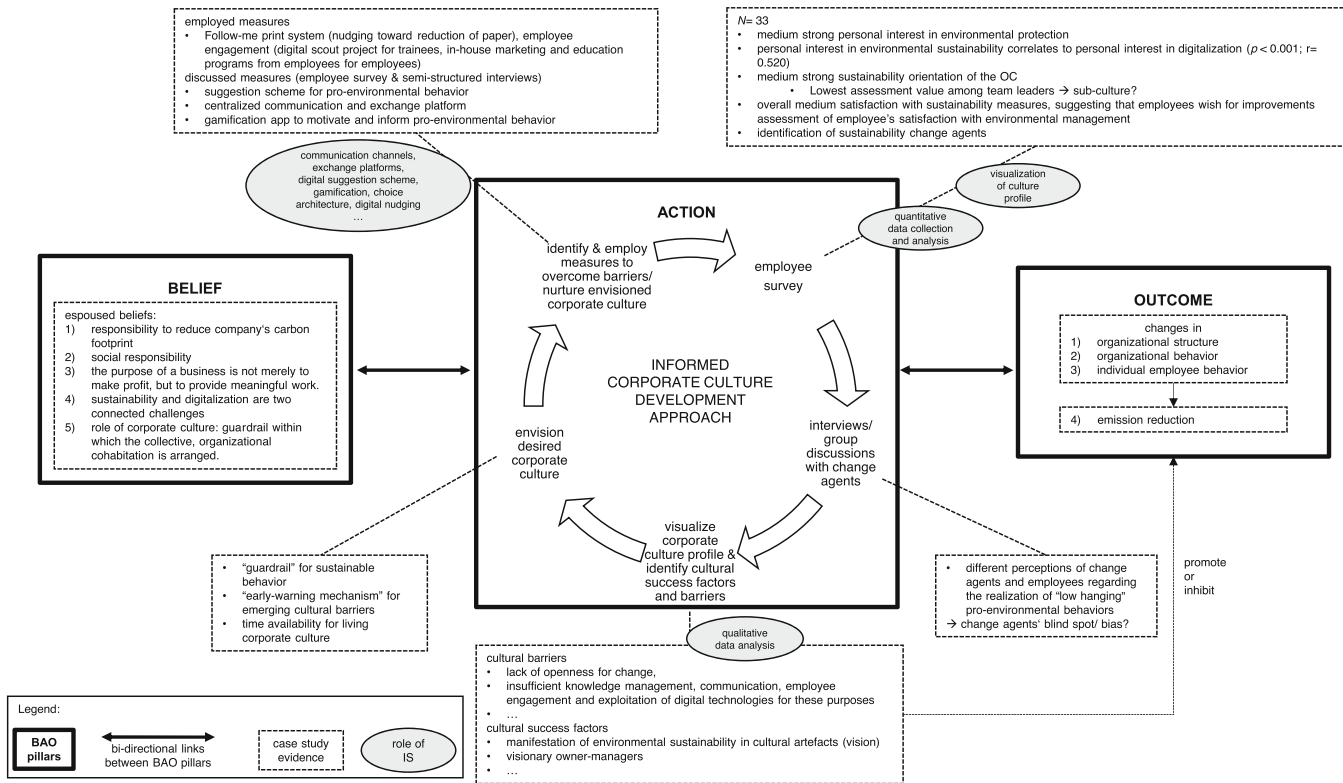 employed measures
• Follow-me print system (nudging toward reduction of paper), employee
engagement (digital scout project for trainees, in-house marketing and education
programs from employees for employees)
discussed measures (employee survey & semi-structured interviews)
• suggestion scheme for pro-environmental behavior
• centralized communication and exchange platform
• gamification app to motivate and inform pro-environmental behavior
N= 33
• medium strong personal interest in environmental protection
• personal interest in environmental sustainability correlates to personal interest in digitalization (p < 0.001; r=
0.520)
• medium strong sustainability orientation of the OC
• Lowest assessment value among team leaders → sub-culture?
• overall medium satisfaction with sustainability measures, suggesting that employees wish for improvements
assessment of employee's satisfaction with environmental management
• identification of sustainability change agents
communication channels,
exchange platforms,
digital suggestion scheme,
gamification, choice
architecture, digital nudging
…
visualization
of culture
profile
quantitative
data collection
and analysis
ACTION
identify & employ
measures to
overcome barriers/
nurture envisioned
corporate culture
employee
survey
INFORMED
CORPORATE CULTURE
DEVELOPMENT
APPROACH
envision
desired
corporate
culture
interviews/
group
discussions
with change
agents
visualize
corporate
culture profile &
identify cultural
success factors
and barriers
BELIEF
espoused beliefs:
1) responsibility to reduce company‘s carbon
footprint
2) social responsibility
3) the purpose of a business is not merely to
make profit, but to provide meaningful work.
4) sustainability and digitalization are two
connected challenges
5) role of corporate culture: guardrail within
which the collective, organizational
cohabitation is arranged.
OUTCOME
changes in
1) organizational structure
2) organizational behavior
3) individual employee behavior
4) emission reduction
• “guardrail” for sustainable
behavior
• “early-warning mechanism” for
emerging cultural barriers
• time availability for living
corporate culture
• different perceptions of change
agents and employees regarding
the realization of “low hanging”
pro-environmental behaviors
→ change agents‘ blind spot/ bias?
promote
or
inhibit
qualitative
data analysis
cultural barriers
• lack of openness for change,
• insufficient knowledge management, communication, employee
engagement and exploitation of digital technologies for these purposes
• …
cultural success factors
• manifestation of environmental sustainability in cultural artefacts (vision)
• visionary owner-managers
• …
Legend:
BAO
pillars
bi-directional links
between BAO pillars
case study
evidence
role of
IS